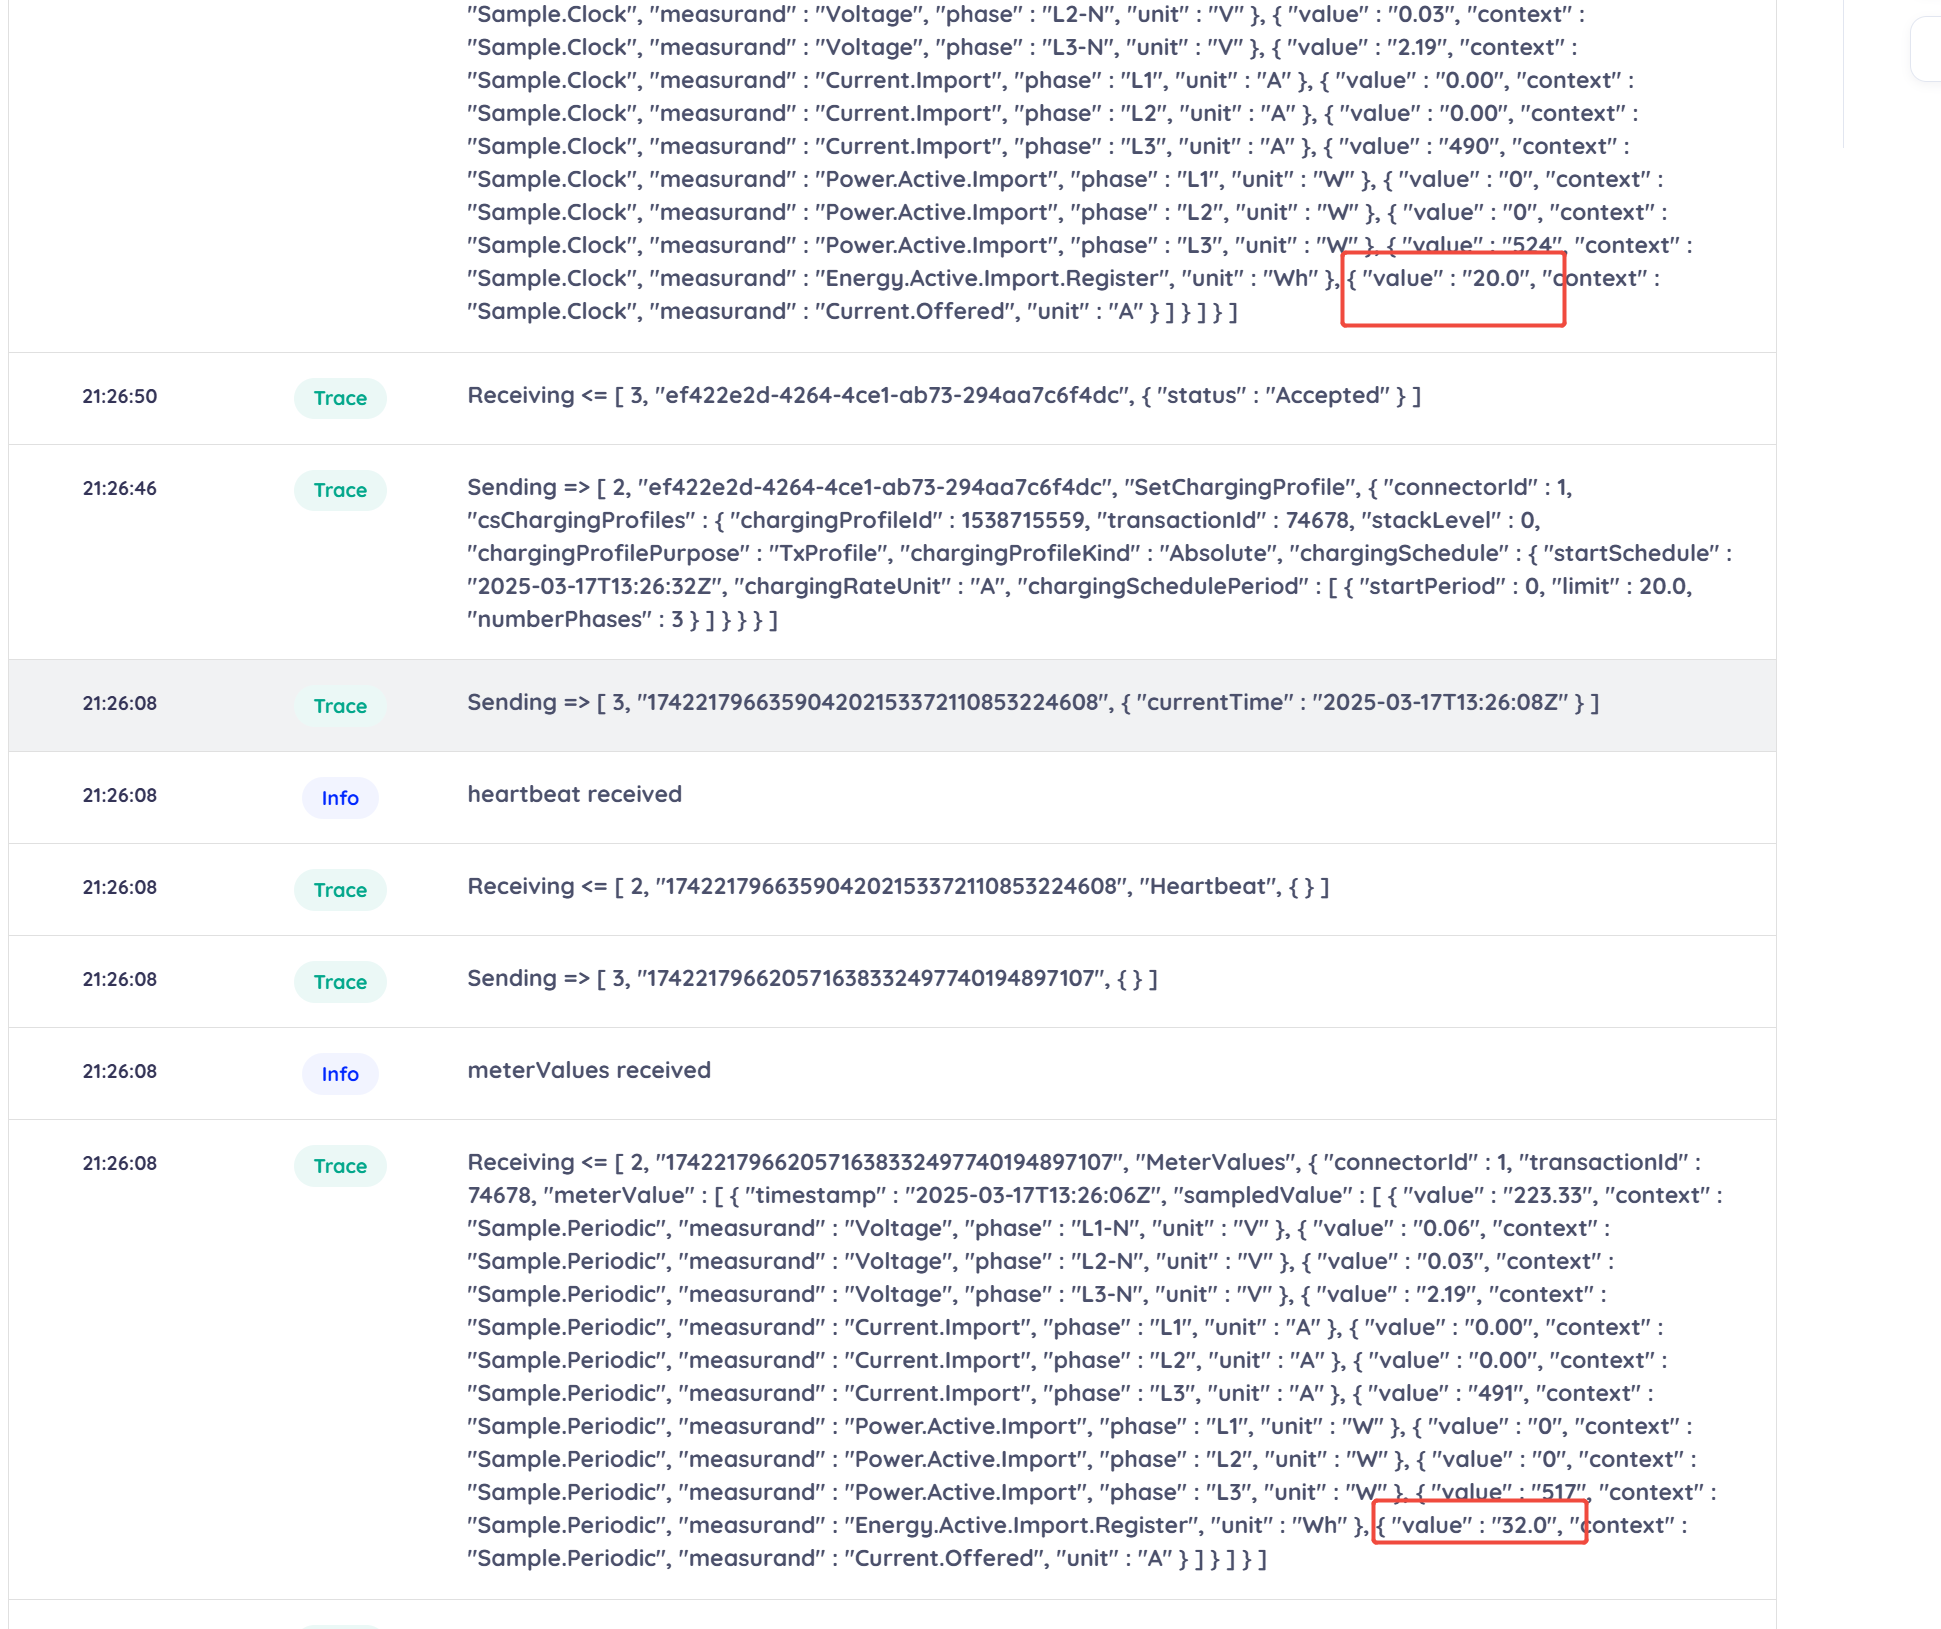 "Sample.Clock", "measurand" : "Voltage", "phase" : "L2-N", "unit" : "V" }, { "value" : "0.03", "context" :
"Sample.Clock", "measurand" : "Voltage", "phase" : "L3-N", "unit" : "V" }, { "value" : "2.19", "context" :
"Sample.Clock", "measurand" : "Current.Import", "phase" : "L1", "unit" : "A" }, { "value" : "0.00", "context" :
"Sample.Clock", "measurand" : "Current.Import", "phase" : "L2", "unit" : "A" }, { "value" : "0.00", "context" :
"Sample.Clock", "measurand" : "Current.Import", "phase" : "L3", "unit" : "A" }, { "value" : "490", "context" :
"Sample.Clock", "measurand" : "Power.Active.Import", "phase" : "L1", "unit" : "W" }, { "value" : "0", "context" :
"Sample.Clock", "measurand" : "Power.Active.Import", "phase" : "L2", "unit" : "W" }, { "value" : "0", "context" :
"Sample.Clock", "measurand" : "Power.Active.Import", "phase" : "L3", "unit" : "W" }, { "value" : "524", "context" :
"Sample.Clock", "measurand" : "Energy.Active.Import.Register", "unit" : "Wh" }, { "value" : "20.0", "context" :
"Sample.Clock", "measurand" : "Current.Offered", "unit" : "A" } ] } ] } ]
21:26:50 Trace Receiving <= [ 3, "ef422e2d-4264-4ce1-ab73-294aa7c6f4dc", { "status" : "Accepted" } ]
21:26:46 Trace Sending => [ 2, "ef422e2d-4264-4ce1-ab73-294aa7c6f4dc", "SetChargingProfile", { "connectorId" : 1,
"csChargingProfiles" : { "chargingProfileId" : 1538715559, "transactionId" : 74678, "stackLevel" : 0,
"chargingProfilePurpose" : "TxProfile", "chargingProfileKind" : "Absolute", "chargingSchedule" : { "startSchedule" :
"2025-03-17T13:26:32Z", "chargingRateUnit" : "A", "chargingSchedulePeriod" : [ { "startPeriod" : 0, "limit" : 20.0,
"numberPhases" : 3 } ] } } } ]
21:26:08 Trace Sending => [ 3, "17422179663590420215337211085322460​8", { "currentTime" : "2025-03-17T13:26:08Z" } ]
21:26:08 Info heartbeat received
21:26:08 Trace Receiving <= [ 2, "174221796635904202153372110853224608", "Heartbeat", { } ]
21:26:08 Trace Sending => [ 3, "174221796620571638332497740194897107", { } ]
21:26:08 Info meterValues received
21:26:08 Trace Receiving <= [ 2, "174221796620571638332497740194897107", "MeterValues", { "connectorId" : 1, "transactionId" :
74678, "meterValue" : [ { "timestamp" : "2025-03-17T13:26:06Z", "sampledValue" : [ { "value" : "223.33", "context" :
"Sample.Periodic", "measurand" : "Voltage", "phase" : "L1-N", "unit" : "V" }, { "value" : "0.06", "context" :
"Sample.Periodic", "measurand" : "Voltage", "phase" : "L2-N", "unit" : "V" }, { "value" : "0.03", "context" :
"Sample.Periodic", "measurand" : "Voltage", "phase" : "L3-N", "unit" : "V" }, { "value" : "2.19", "context" :
"Sample.Periodic", "measurand" : "Current.Import", "phase" : "L1", "unit" : "A" }, { "value" : "0.00", "context" :
"Sample.Periodic", "measurand" : "Current.Import", "phase" : "L2", "unit" : "A" }, { "value" : "0.00", "context" :
"Sample.Periodic", "measurand" : "Current.Import", "phase" : "L3", "unit" : "A" }, { "value" : "491", "context" :
"Sample.Periodic", "measurand" : "Power.Active.Import", "phase" : "L1", "unit" : "W" }, { "value" : "0", "context" :
"Sample.Periodic", "measurand" : "Power.Active.Import", "phase" : "L2", "unit" : "W" }, { "value" : "0", "context" :
"Sample.Periodic", "measurand" : "Power.Active.Import", "phase" : "L3", "unit" : "W" }, { "value" : "517", "context" :
"Sample.Periodic", "measurand" : "Energy.Active.Import.Register", "unit" : "Wh" }, { "value" : "32.0", "context" :
"Sample.Periodic", "measurand" : "Current.Offered", "unit" : "A" } ] } ] } ]